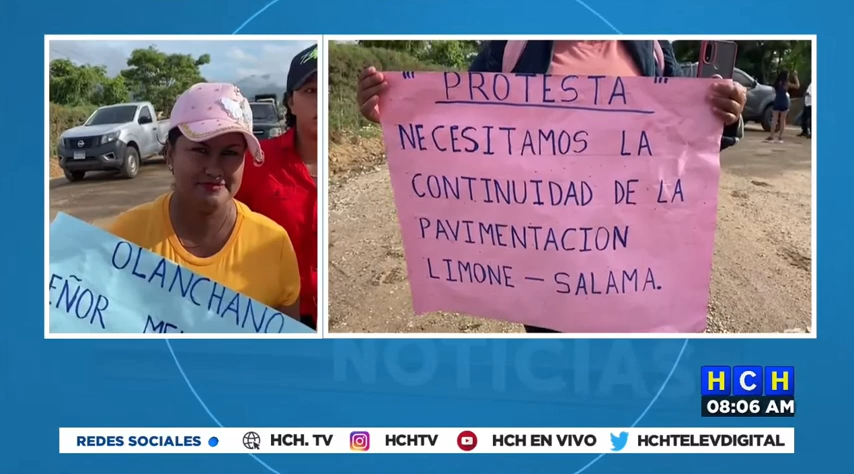 OLANCHANO
EÑOR
"' PROTESTA "'
NECESITAMOS LA
CONTINUIDAD DE LA
PAVIMENTACION
LIMONE – SALAMA.
NOTICIAS
HCH
08:06 AM
REDES SOCIALES HCH. TV HCHTV HCH EN VIVO HCHTELEVDIGITAL